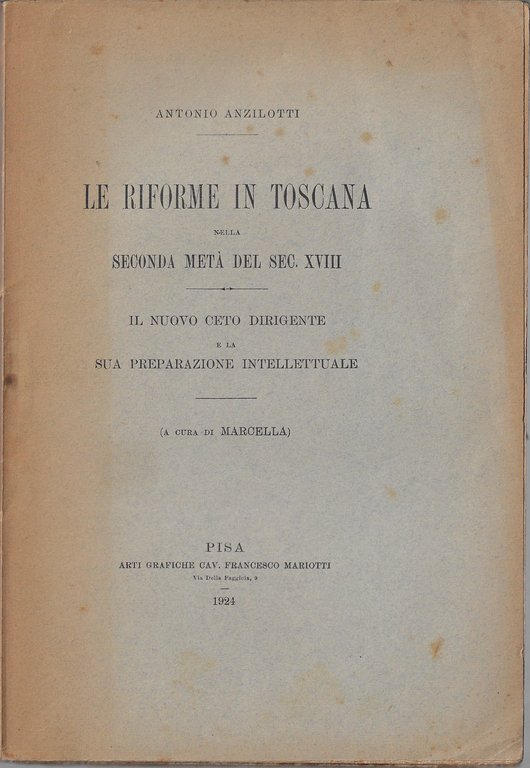 ANTONIO ANZILOTTI
LE RIFORME IN TOSCANA
NELLA
SECONDA METÀ DEL SEC. XVIII
IL NUOVO CETO DIRIGENTE
E LA
SUA PREPARAZIONE INTELLETTUALE
(A CURA DI MARCELLA)
PISA
ARTI GRAFICHE CAV. FRANCESCO MARIOTTI
Via Della Faggiola, 9
1924